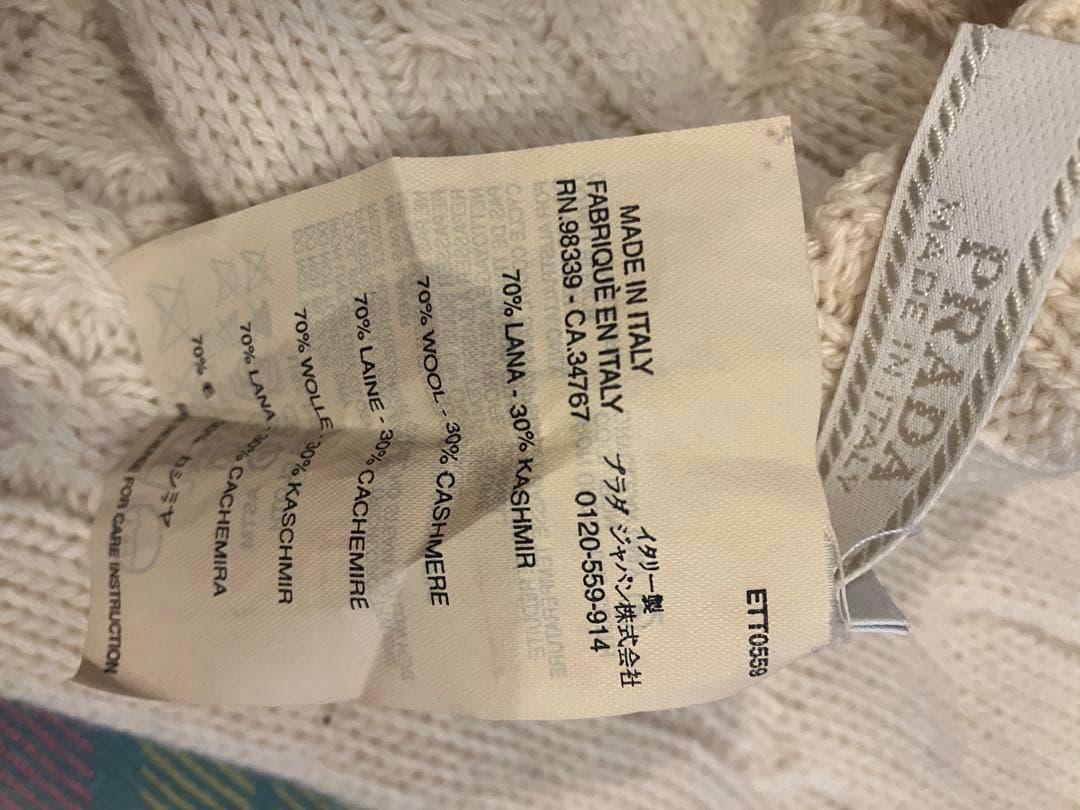 ETT0559
MADE IN ITALY イタリー製
FABRIQUÈ EN ITALY プラダ ジャパン株式会社
RN.98339 - CA.34767 0120-559-914
70% LANA - 30% KASHMIR
70% WOOL - 30% CASHMERE
70% LAINE - 30% CACHEMIRE
70% WOLLE - 30% KASCHMIR
70% LANA 30% CACHEMIRA
70% カシミヤ
FOR CARE INSTRUCTION
PRADA
MADE IN ITALY